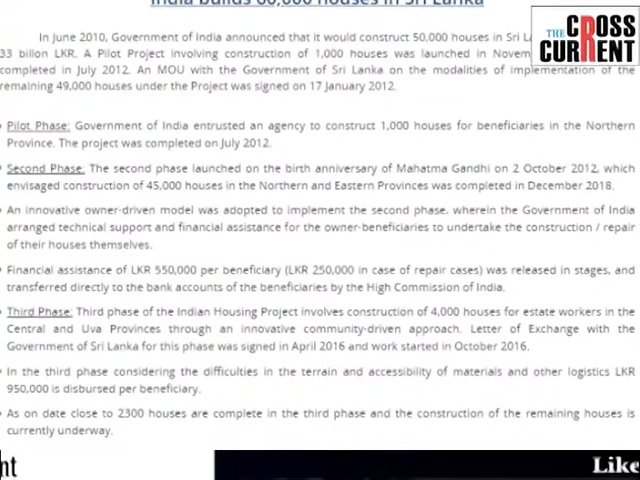 India builds 60,000 houses in Sri Lanka
THE CROSS CURRENT
In June 2010, Government of India announced that it would construct 50,000 houses in Sri
33 billon LKR. A Pilot Project involving construction of 1,000 houses was launched in
completed in July 2012. An MOU with the Government of Sri Lanka on the modalities of implementation of the
remaining 49,000 houses under the Project was signed on 17 January 2012.
Pilot Phase: Government of India entrusted an agency to construct 1,000 houses for beneficiaries in the Northern
Province. The project was completed on July 2012.
Second Phase: The second phase launched on the birth anniversary of Mahatma Gandhi on 2 October 2012, which
envisaged construction of 45,000 houses in the Northern and Eastern Provinces was completed in December 2018.
An innovative owner-driven model was adopted to implement the second phase, wherein the Government of India
arranged technical support and financial assistance for the owner-beneficiaries to undertake the construction / repair
of their houses themselves.
Financial assistance of LKR 550,000 per beneficiary (LKR 250,000 in case of repair cases) was released in stages, and
transferred directly to the bank accounts of the beneficiaries by the High Commission of India.
Third Phase: Third phase of the Indian Housing Project involves construction of 4,000 houses for estate workers in the
Central and Uva Provinces through an innovative community-driven approach. Letter of Exchange with the
Government of Sri Lanka for this phase was signed in April 2016 and work started in October 2016.
In the third phase considering the difficulties in the terrain and accessibility of materials and other logistics LKR
950,000 is disbursed per beneficiary.
As on date close to 2300 houses are complete in the third phase and the construction of the remaining houses is
currently underway.
nt
Like